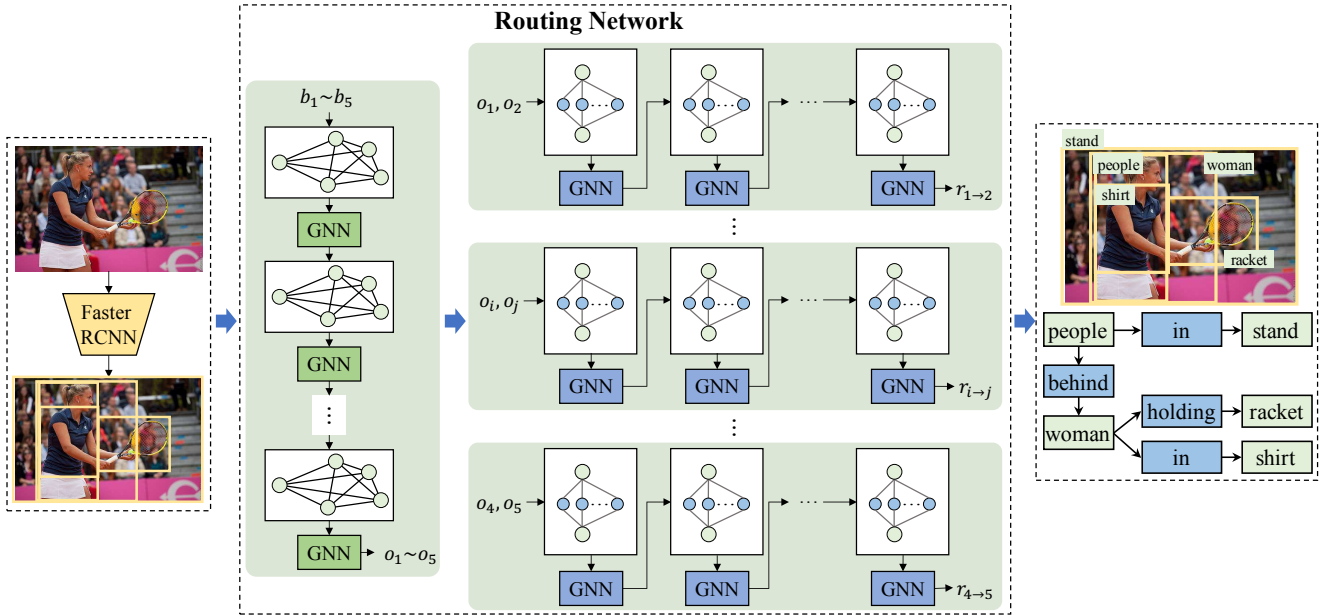 Routing Network
Faster
RCNN
b₁~b₅
GNN
GNN
⋮
GNN
o₁~o₅
o₁, o₂
···
GNN
GNN
GNN
r₁→₂
⋮
oᵢ, oⱼ
···
GNN
GNN
GNN
rᵢ→ⱼ
⋮
o₄, o₅
···
GNN
GNN
GNN
r₄→₅
stand
people
woman
shirt
racket
people
in
stand
behind
woman
holding
racket
in
shirt